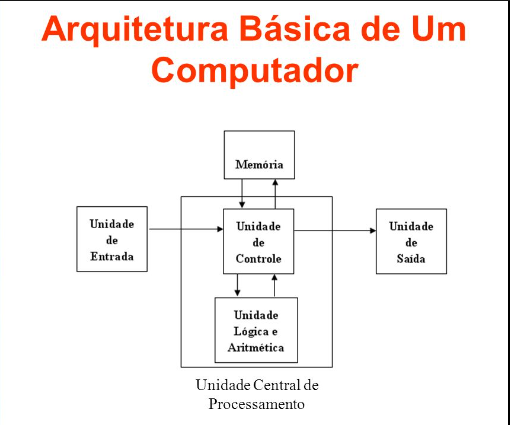 Arquitetura Básica de Um
Computador
Memória
Unidade
de
Entrada
Unidade
de
Controle
Unidade
de
Saída
Unidade
Lógica e
Aritmética
Unidade Central de
Processamento